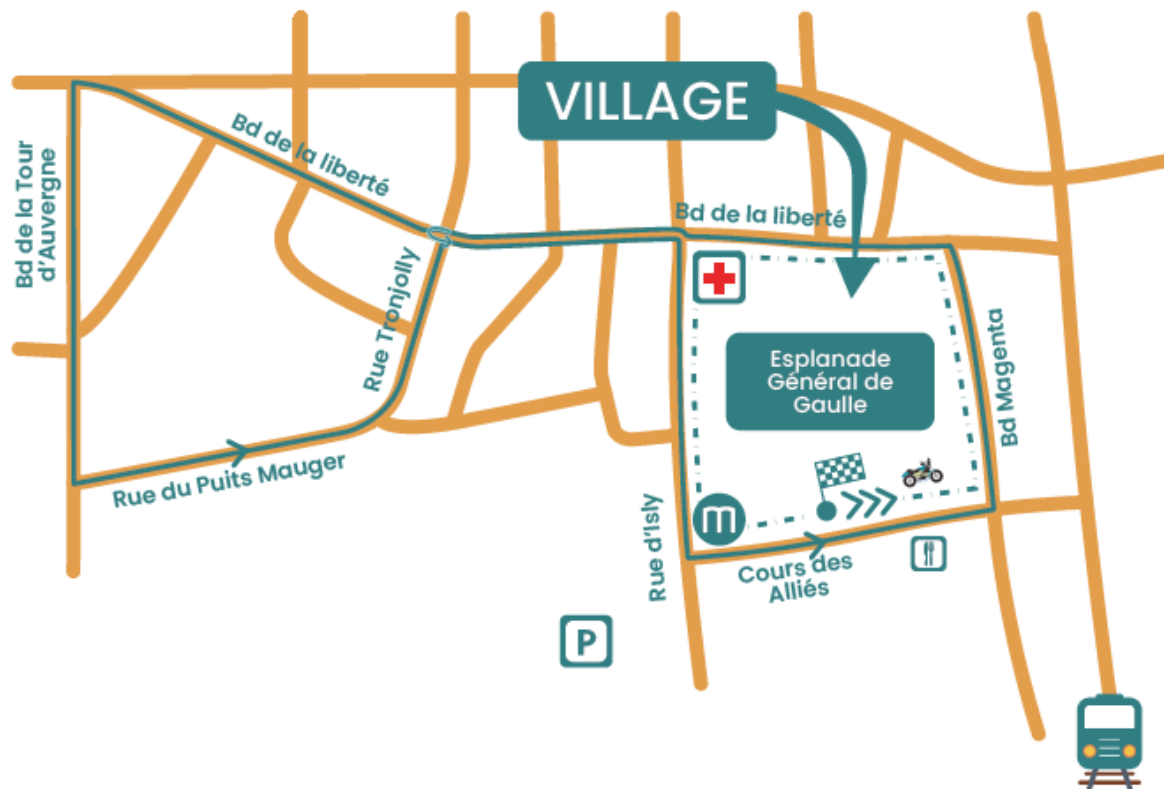 VILLAGE
Bd de la liberté
Bd de la Tour
d'Auvergne
Bd de la liberté
Rue Tronjolly
Esplanade
Général de
Gaulle
Bd Magenta
Rue du Puits Mauger
Rue d'Isly
m
Cours des
Alliés
P